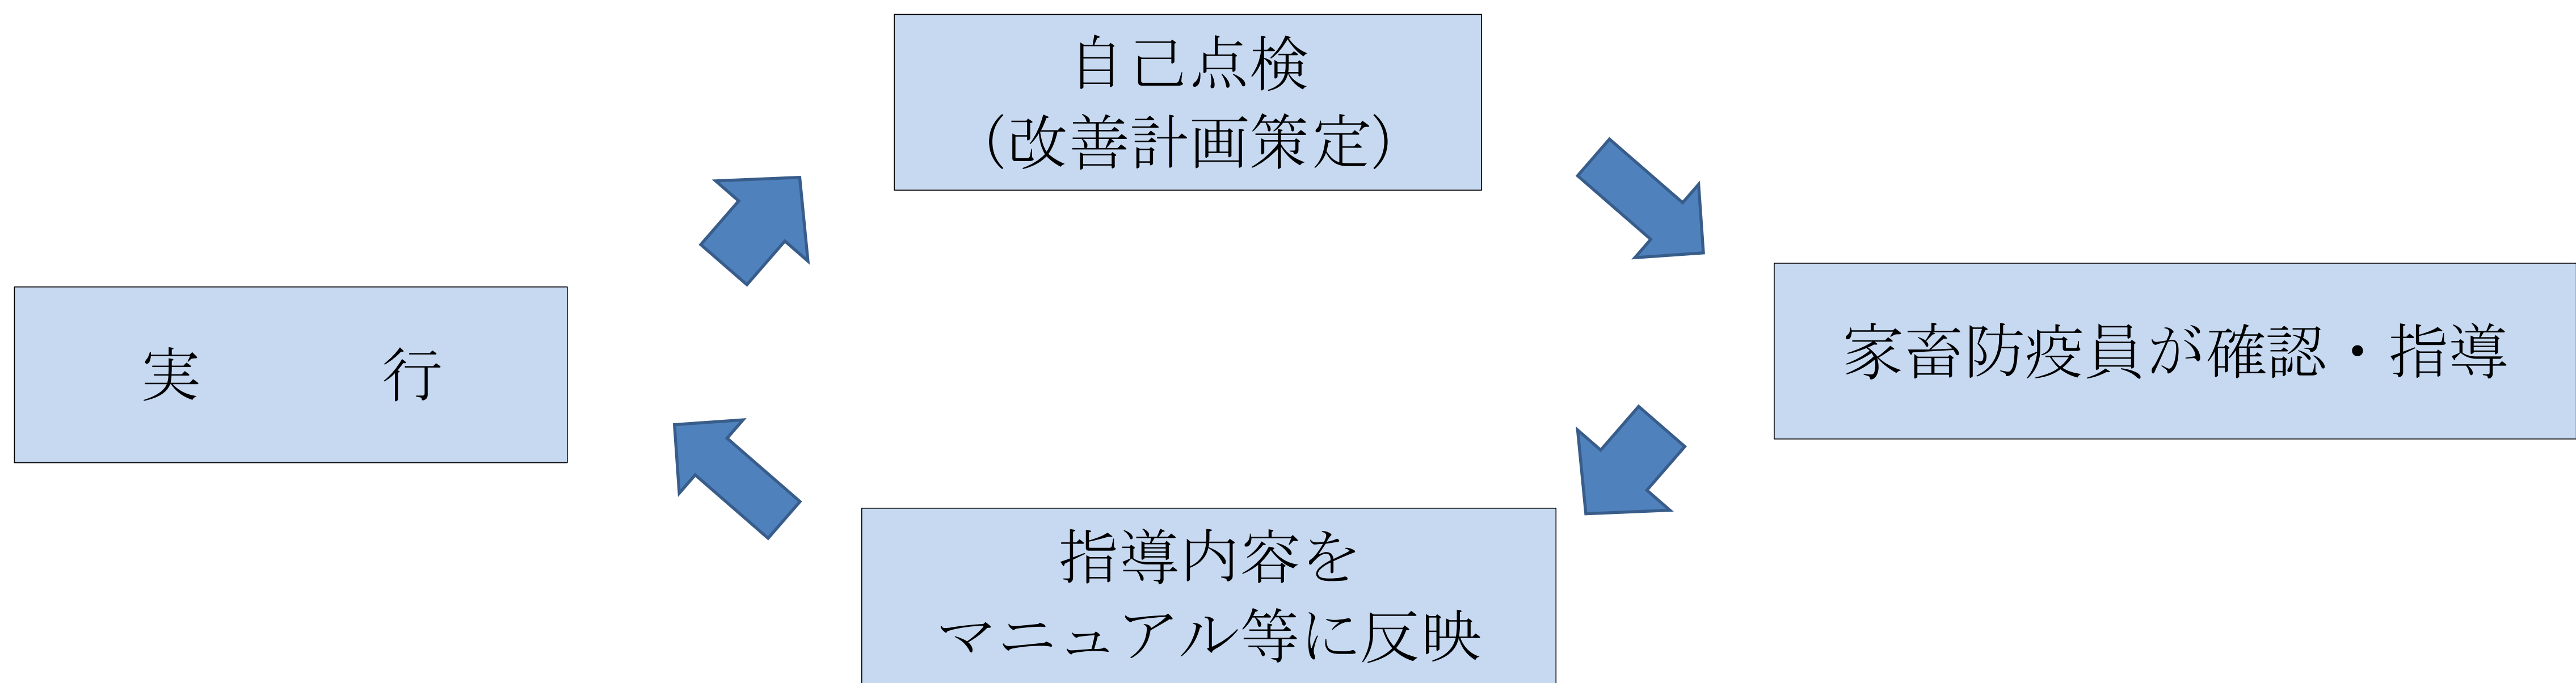 自己点検
(改善計画策定)
家畜防疫員が確認・指導
指導内容を
マニュアル等に反映
実　　　行